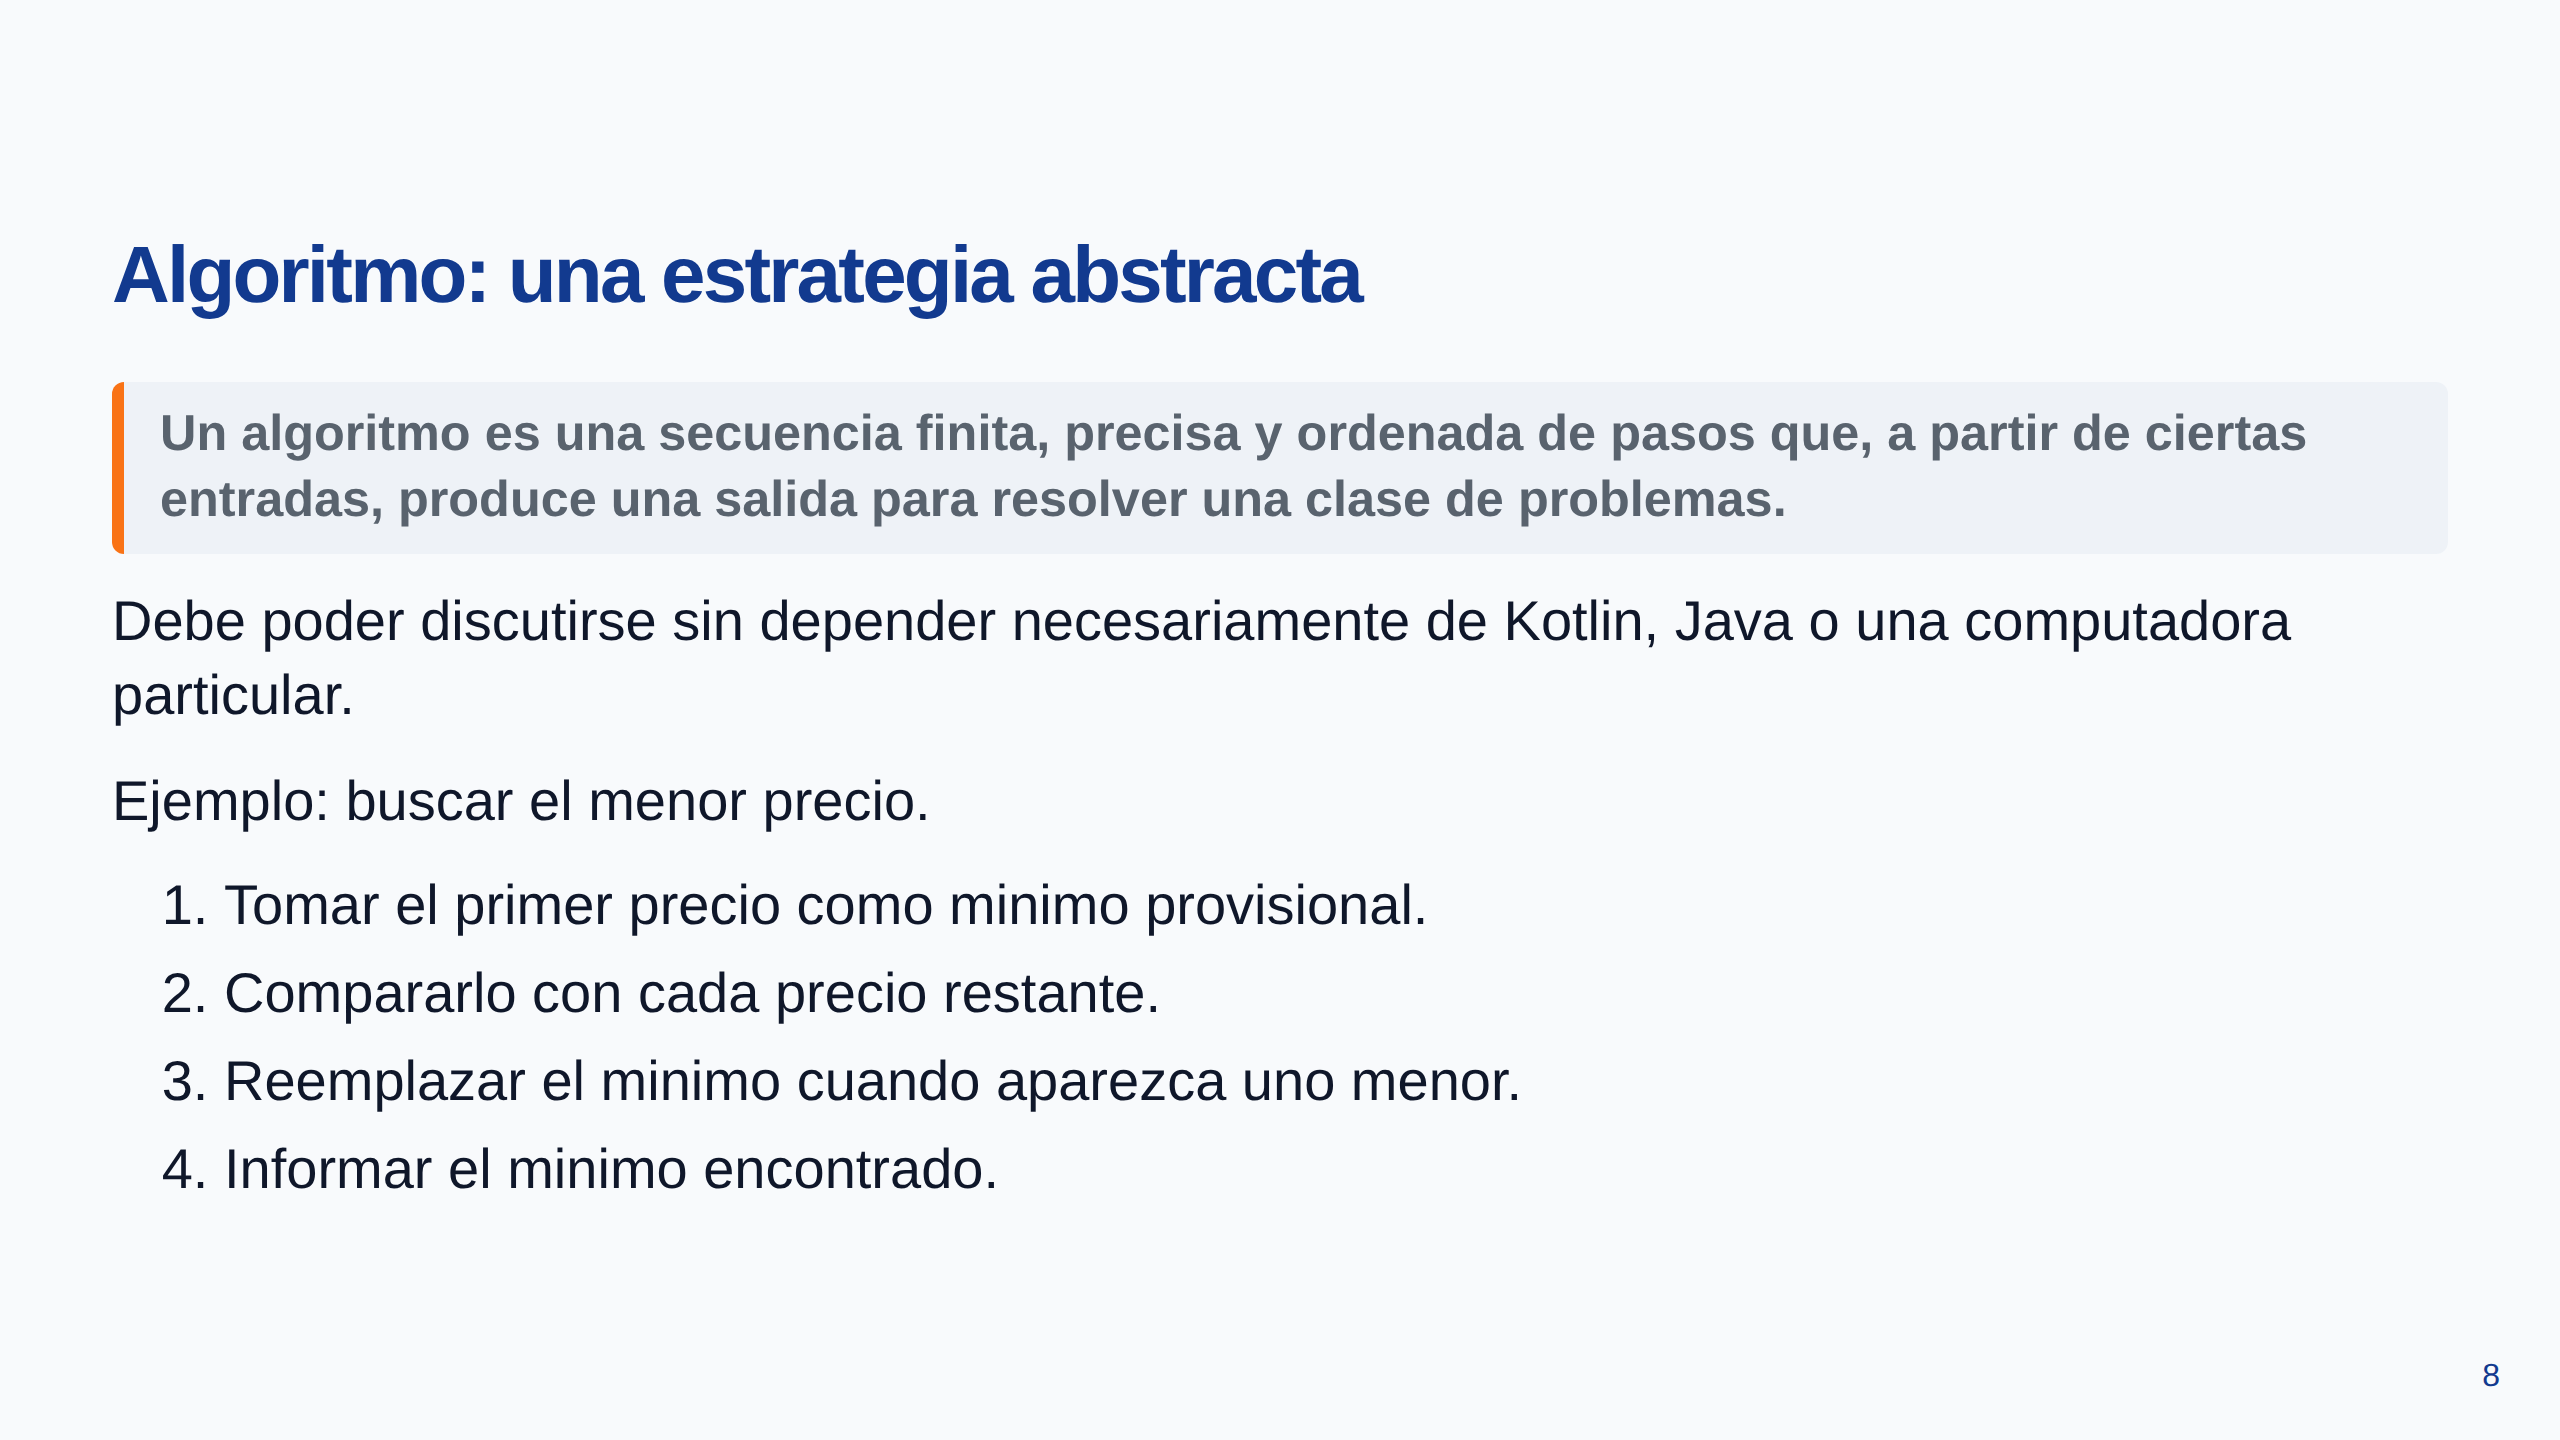 Algoritmo: una estrategia abstracta
Un algoritmo es una secuencia finita, precisa y ordenada de pasos que, a partir de ciertas
entradas, produce una salida para resolver una clase de problemas.
Debe poder discutirse sin depender necesariamente de Kotlin, Java o una computadora
particular.
Ejemplo: buscar el menor precio.
1. Tomar el primer precio como minimo provisional.
2. Compararlo con cada precio restante.
3. Reemplazar el minimo cuando aparezca uno menor.
4. Informar el minimo encontrado.
8